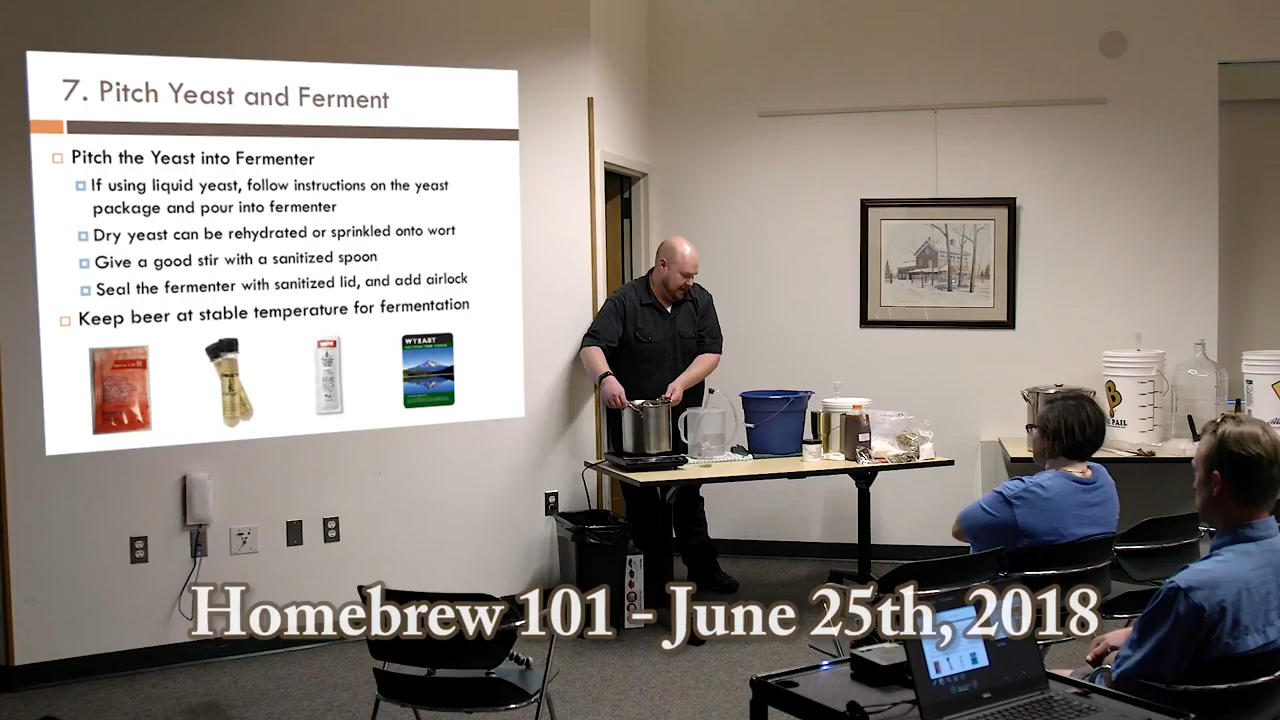 7. Pitch Yeast and Ferment
Pitch the Yeast into Fermenter
If using liquid yeast, follow instructions on the yeast
package and pour into fermenter
Dry yeast can be rehydrated or sprinkled onto wort
Give a good stir with a sanitized spoon
Seal the fermenter with sanitized lid, and add airlock
Keep beer at stable temperature for fermentation
WYEAST
PAIL
Homebrew 101 - June 25th, 2018